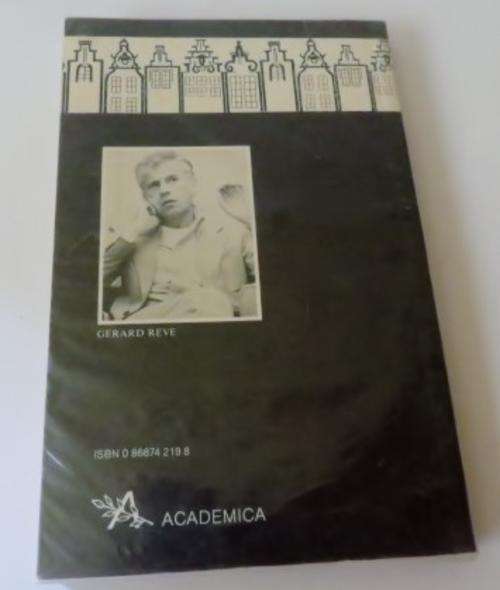 GERARD REVE
ISBN 0 86874 219 8
ACADEMICA